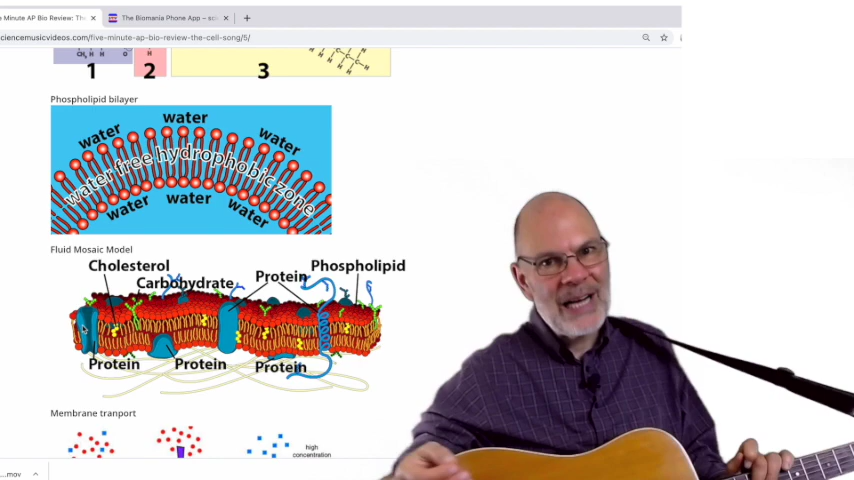 e Minute AP Bio Review: The
The Biomania Phone App – sc
sciencemusicvideos.com/five-minute-ap-bio-review-the-cell-song/5/
CH₃ H H O
H
1 2 3
Phospholipid bilayer
water
water
water
water free hydrophobic zone
water
water
water
Fluid Mosaic Model
Cholesterol
Phospholipid
Carbohydrate
Protein
Protein
Protein
Protein
Membrane tranport
high
concentration
....mov